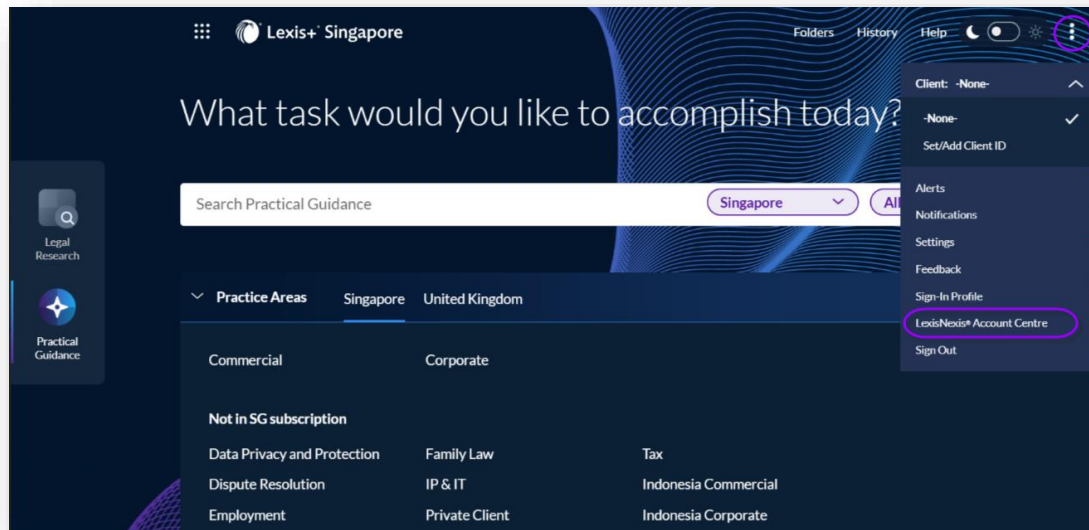 Lexis+® Singapore
Folders History Help
What task would you like to accomplish today?
Client: -None-
-None-
Set/Add Client ID
Alerts
Notifications
Settings
Feedback
Sign-In Profile
LexisNexis® Account Centre
Sign Out
Legal
Research
Practical
Guidance
Search Practical Guidance
Singapore
All
Practice Areas Singapore United Kingdom
Commercial Corporate
Not in SG subscription
Data Privacy and Protection Family Law Tax
Dispute Resolution IP & IT Indonesia Commercial
Employment Private Client Indonesia Corporate